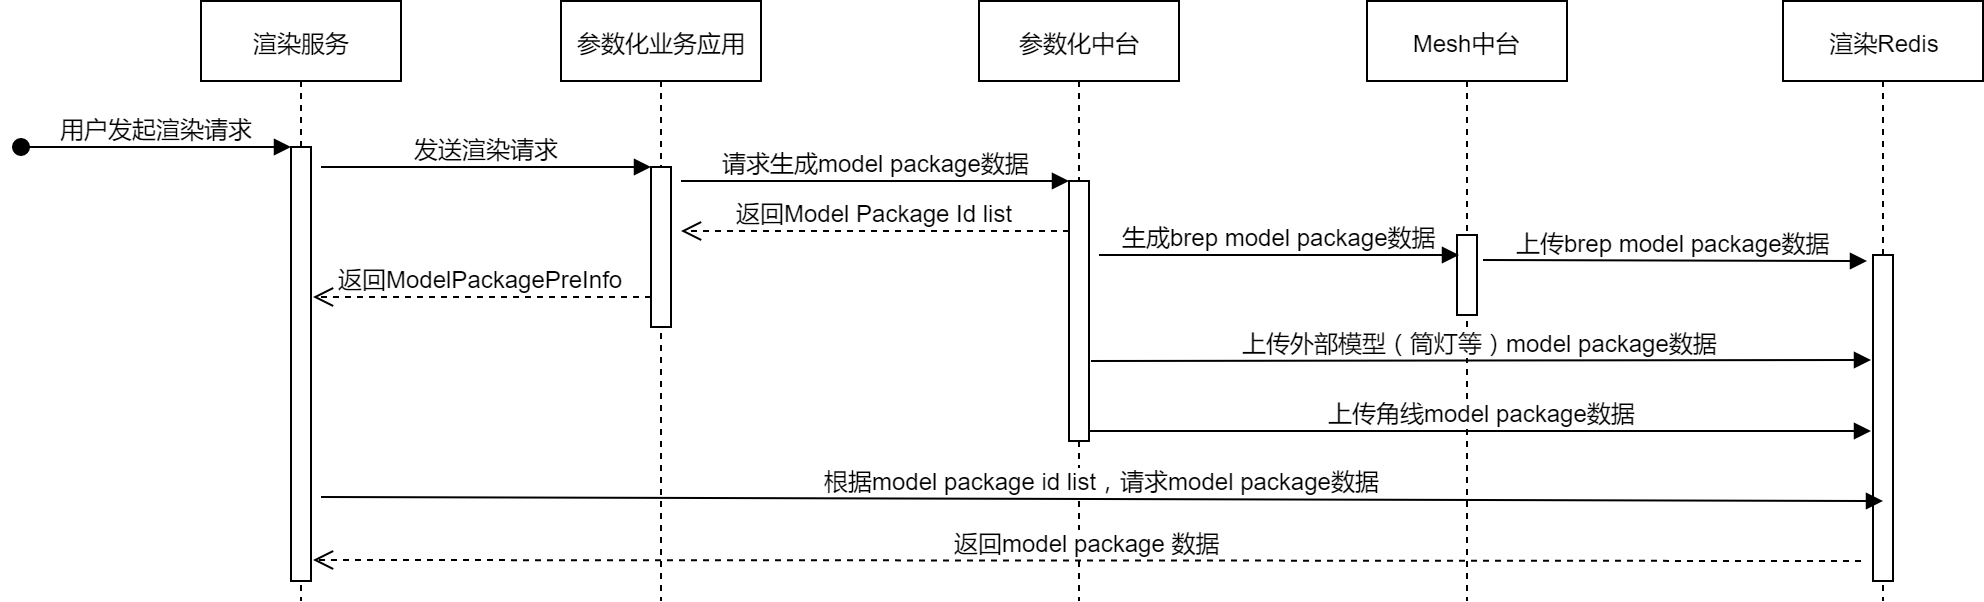 渲染服务
参数化业务应用
参数化中台
Mesh中台
渲染Redis
用户发起渲染请求
发送渲染请求
请求生成model package数据
返回Model Package Id list
生成brep model package数据
上传brep model package数据
返回ModelPackagePreInfo
上传外部模型（筒灯等）model package数据
上传角线model package数据
根据model package id list，请求model package数据
返回model package 数据